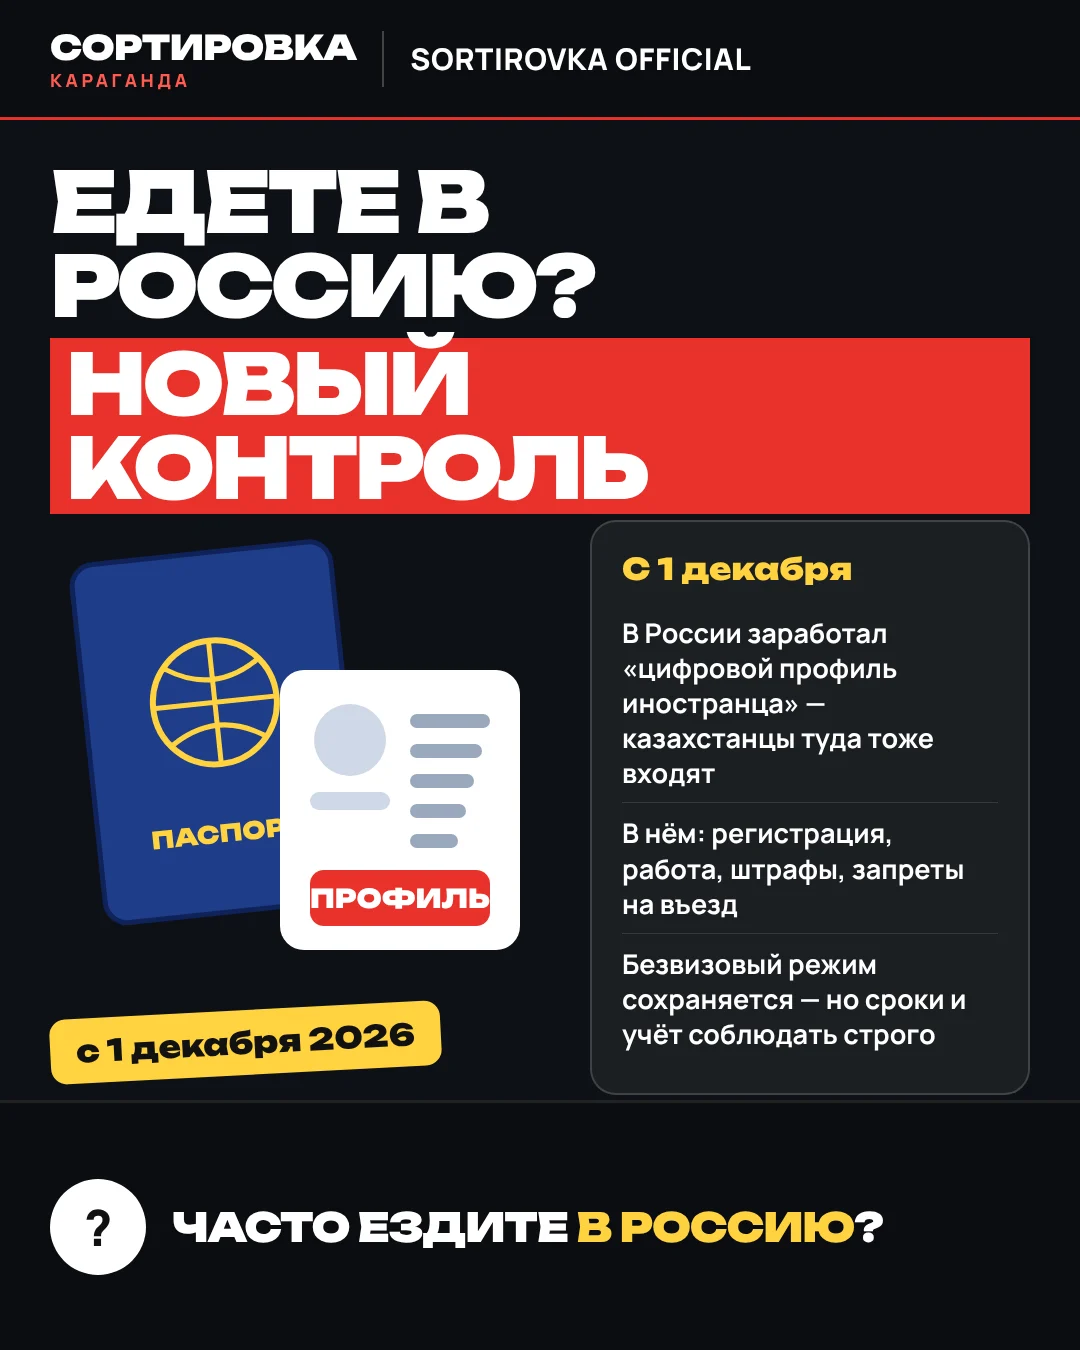 СОРТИРОВКА
КАРАГАНДА
SORTIROVKA OFFICIAL
ЕДЕТЕ В
РОССИЮ?
НОВЫЙ
КОНТРОЛЬ
ПАСПОР
ПРОФИЛЬ
с 1 декабря 2026
С 1 декабря
В России заработал
«цифровой профиль
иностранца» —
казахстанцы туда тоже
входят
В нём: регистрация,
работа, штрафы, запреты
на въезд
Безвизовый режим
сохраняется — но сроки и
учёт соблюдать строго
?
ЧАСТО ЕЗДИТЕ В РОССИЮ?